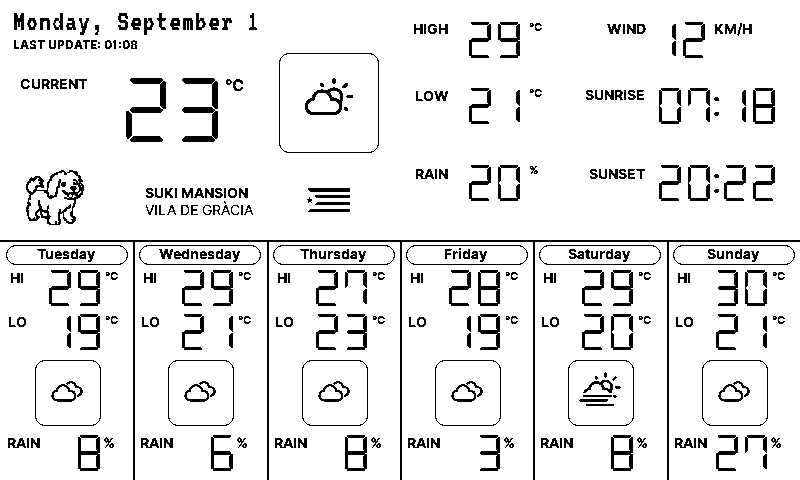 Monday, September 1
LAST UPDATE: 01:08
CURRENT 23 °C
HIGH 29 °C
WIND 12 KM/H
LOW 21 °C
SUNRISE 07:18
RAIN 20 %
SUNSET 20:22
SUKI MANSION
VILA DE GRÀCIA
Tuesday
HI 29 °C
LO 19 °C
RAIN 8 %
Wednesday
HI 29 °C
LO 21 °C
RAIN 6 %
Thursday
HI 27 °C
LO 23 °C
RAIN 8 %
Friday
HI 28 °C
LO 19 °C
RAIN 3 %
Saturday
HI 29 °C
LO 20 °C
RAIN 8 %
Sunday
HI 30 °C
LO 21 °C
RAIN 27 %